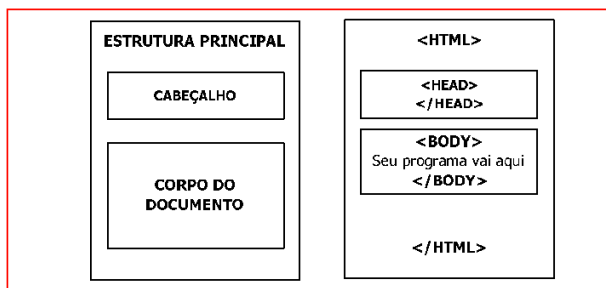 ESTRUTURA PRINCIPAL
CABEÇALHO
CORPO DO
DOCUMENTO
<HTML>
<HEAD>
</HEAD>
<BODY>
Seu programa vai aqui
</BODY>
</HTML>